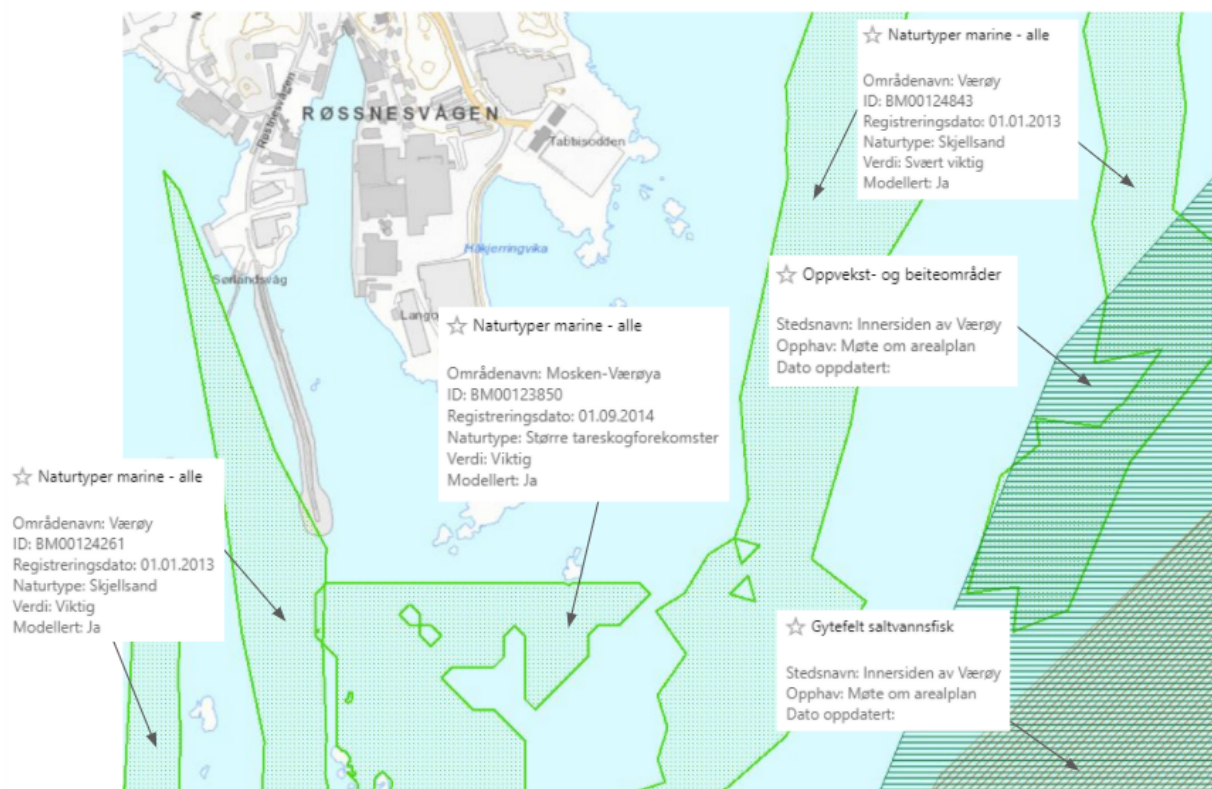 ☆ Naturtyper marine - alle
Områdenavn: Værøy
ID: BM00124843
Registreringsdato: 01.01.2013
Naturtype: Skjellsand
Verdi: Svært viktig
Modellert: Ja
RØSSNESVÅGEN
Røstnesvågen
Tabbisodden
Håkjerringvika
Sørlandsvåg
Lango
☆ Oppvekst- og beiteområder
Stedsnavn: Innersiden av Værøy
Opphav: Møte om arealplan
Dato oppdatert:
☆ Naturtyper marine - alle
Områdenavn: Mosken-Værøya
ID: BM00123850
Registreringsdato: 01.09.2014
Naturtype: Større tareskogforekomster
Verdi: Viktig
Modellert: Ja
☆ Naturtyper marine - alle
Områdenavn: Værøy
ID: BM00124261
Registreringsdato: 01.01.2013
Naturtype: Skjellsand
Verdi: Viktig
Modellert: Ja
☆ Gytefelt saltvannsfisk
Stedsnavn: Innersiden av Værøy
Opphav: Møte om arealplan
Dato oppdatert: